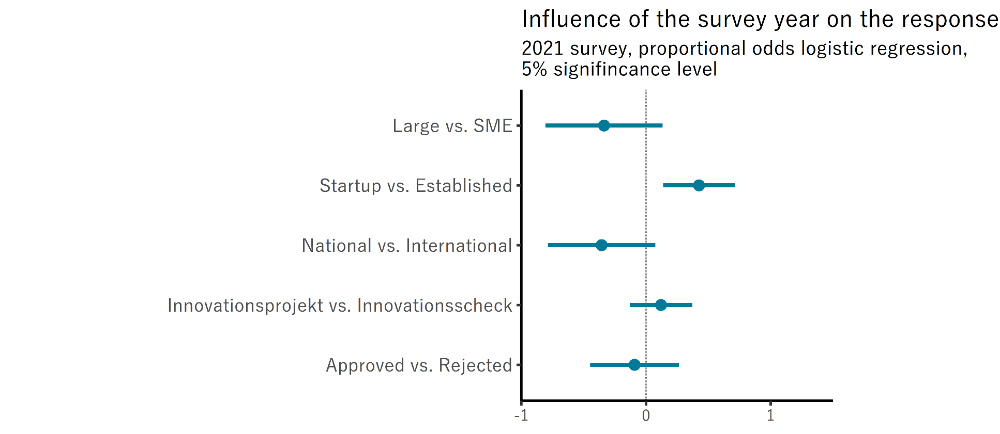 Influence of the survey year on the response
2021 survey, proportional odds logistic regression,
5% signifincance level
Large vs. SME
Startup vs. Established
National vs. International
Innovationsprojekt vs. Innovationsscheck
Approved vs. Rejected
-1 0 1